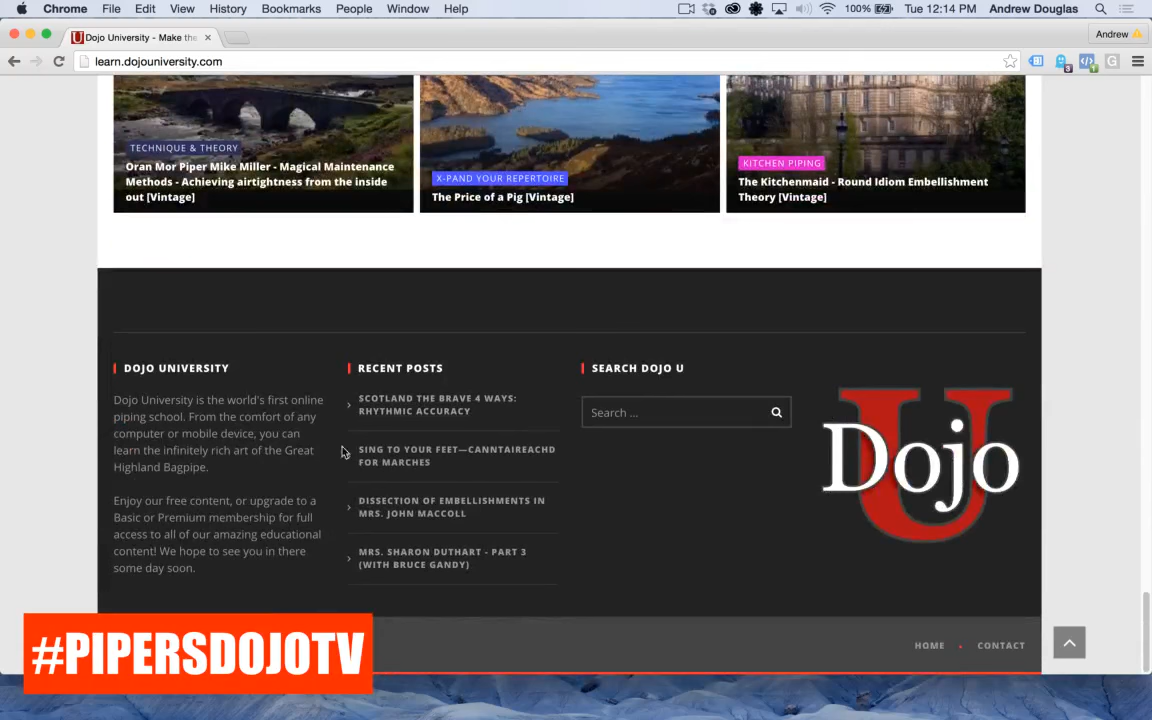 Chrome File Edit View History Bookmarks People Window Help 100% Tue 12:14 PM Andrew Douglas
Dojo University - Make the
Andrew
learn.dojouniversity.com
TECHNIQUE & THEORY
Oran Mor Piper Mike Miller - Magical Maintenance
Methods - Achieving airtightness from the inside
out [Vintage]
X-PAND YOUR REPERTOIRE
The Price of a Pig [Vintage]
KITCHEN PIPING
The Kitchenmaid - Round Idiom Embellishment
Theory [Vintage]
DOJO UNIVERSITY
Dojo University is the world's first online
piping school. From the comfort of any
computer or mobile device, you can
learn the infinitely rich art of the Great
Highland Bagpipe.
Enjoy our free content, or upgrade to a
Basic or Premium membership for full
access to all of our amazing educational
content! We hope to see you in there
some day soon.
RECENT POSTS
SCOTLAND THE BRAVE 4 WAYS:
RHYTHMIC ACCURACY
SING TO YOUR FEET—CANNTAIREACHD
FOR MARCHES
DISSECTION OF EMBELLISHMENTS IN
MRS. JOHN MACCOLL
MRS. SHARON DUTHART - PART 3
(WITH BRUCE GANDY)
SEARCH DOJO U
Search ...
U
Dojo
HOME • CONTACT
#PIPERSDOJOTV